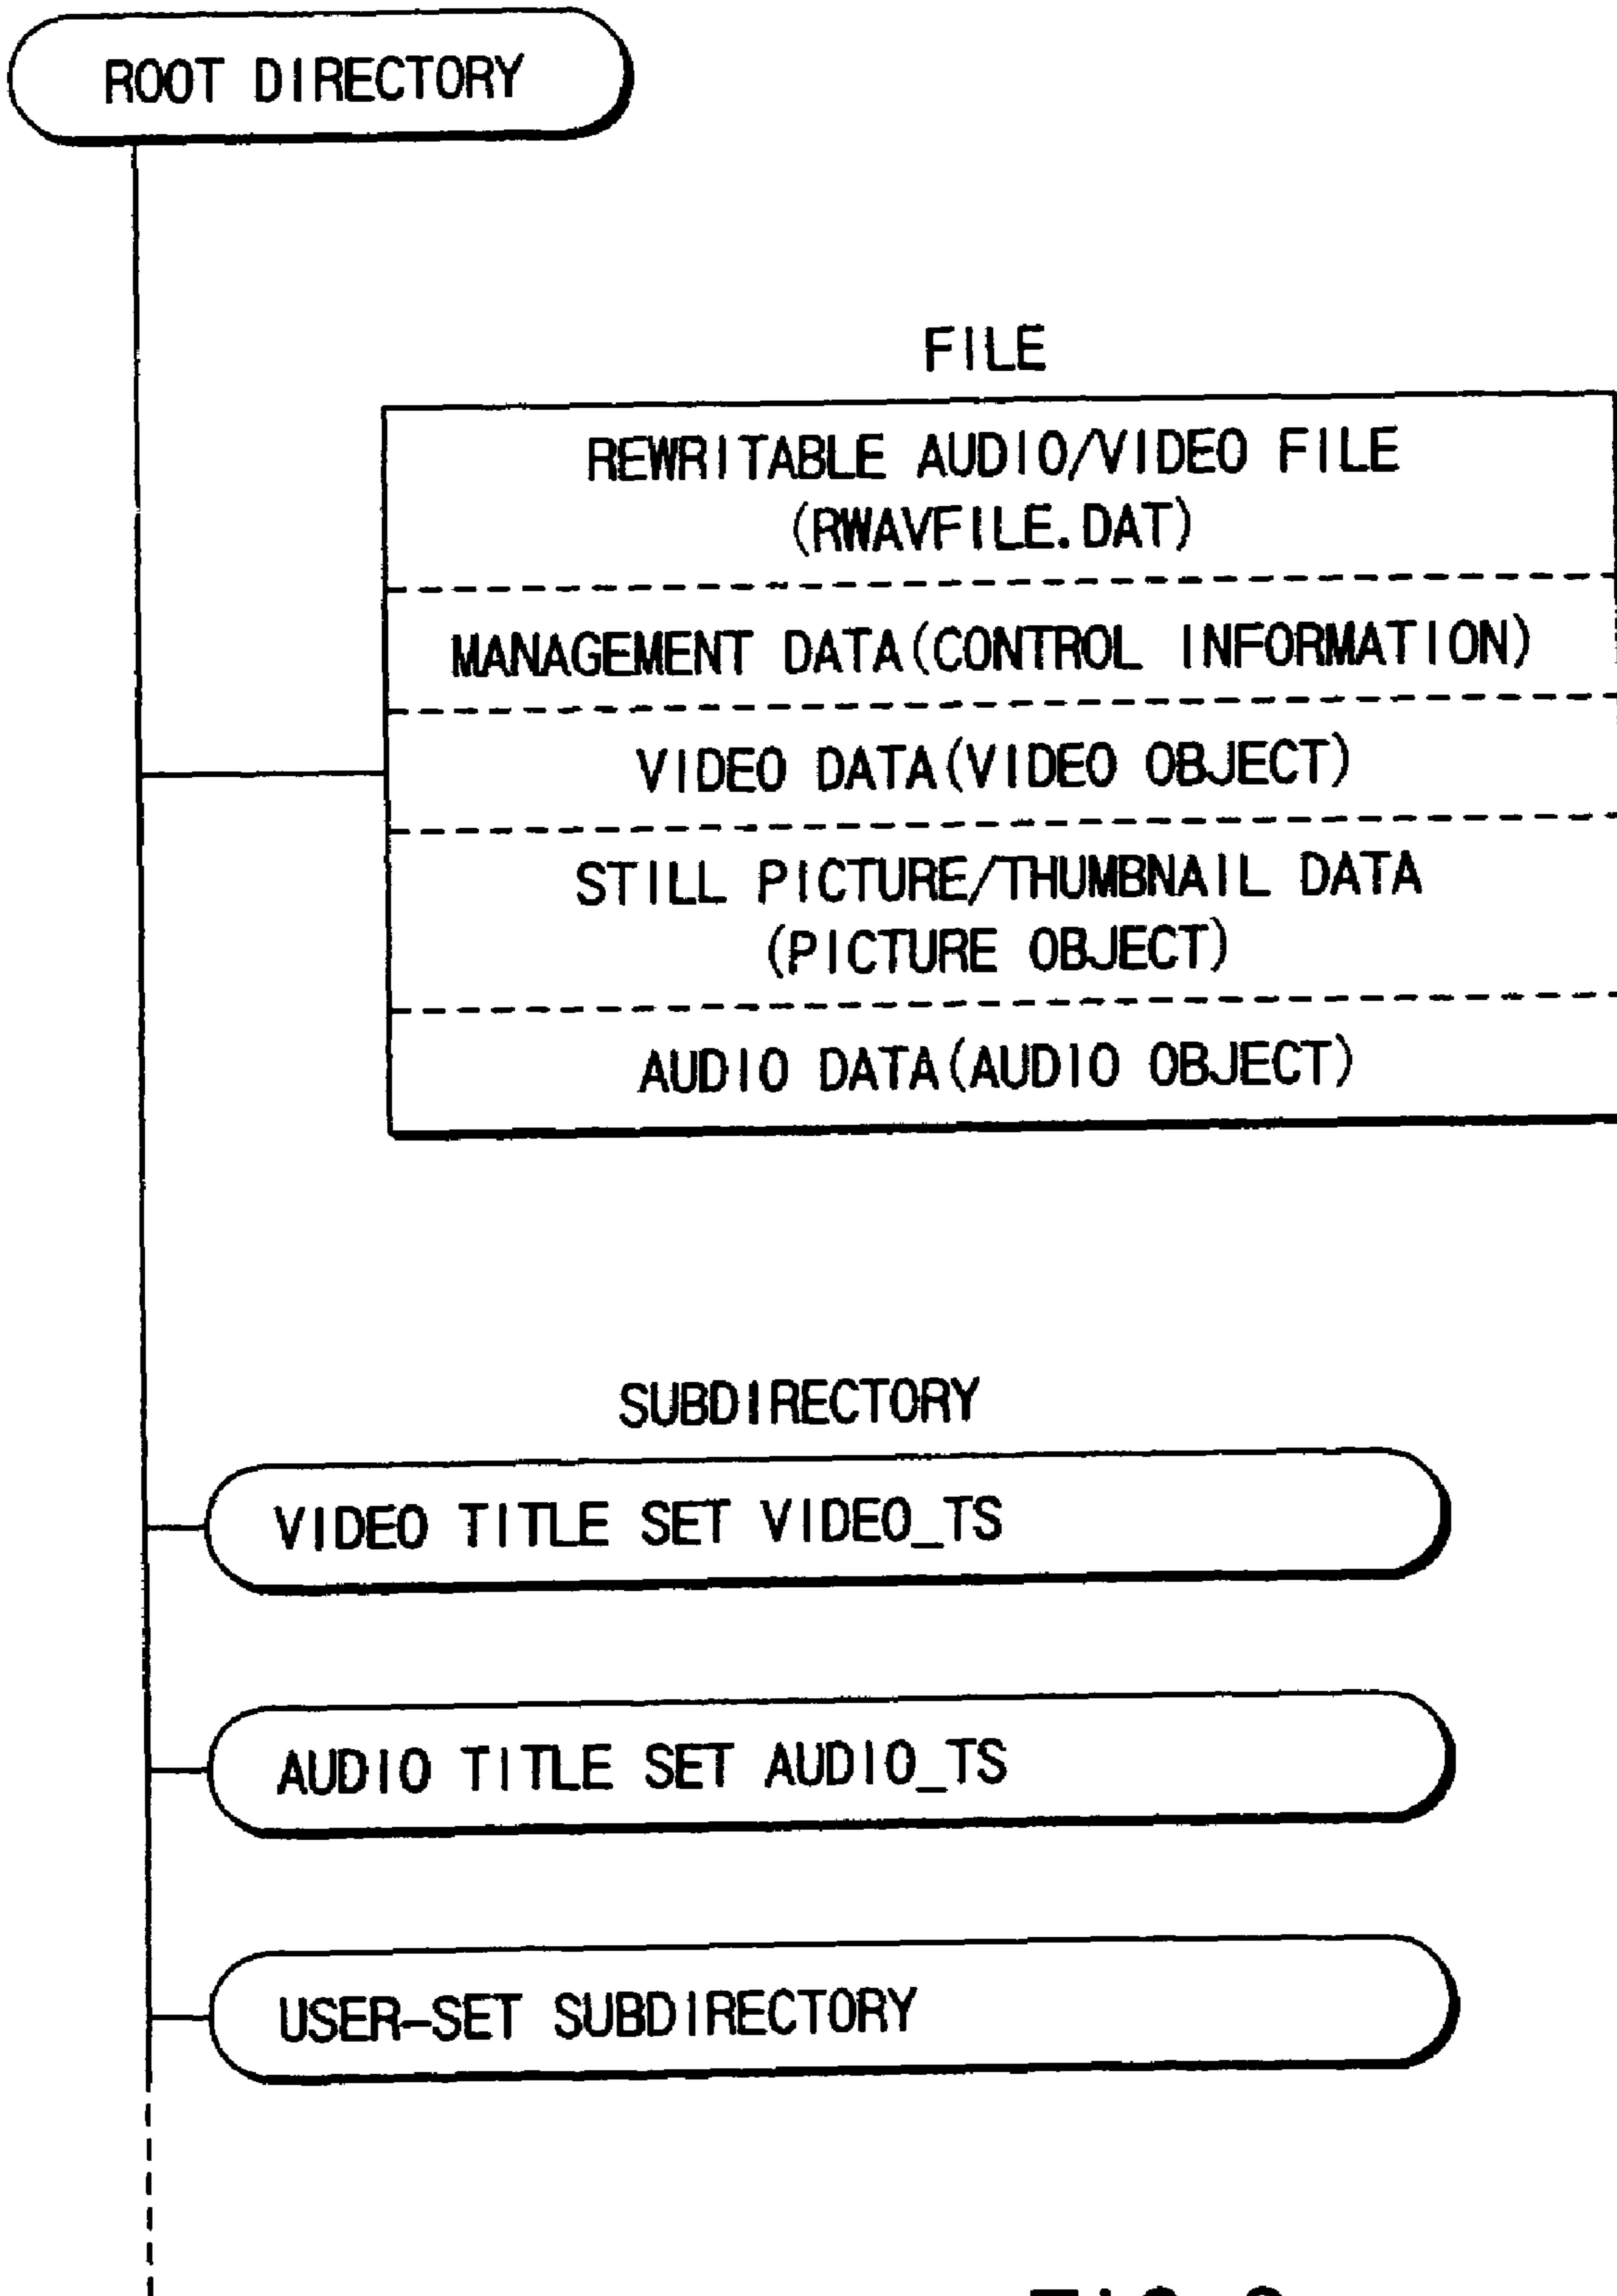 ROOT DIRECTORY
FILE
REWRITABLE AUDIO/VIDEO FILE
(RWAVFILE.DAT)
MANAGEMENT DATA(CONTROL INFORMATION)
VIDEO DATA(VIDEO OBJECT)
STILL PICTURE/THUMBNAIL DATA
(PICTURE OBJECT)
AUDIO DATA(AUDIO OBJECT)
SUBDIRECTORY
VIDEO TITLE SET VIDEO_TS
AUDIO TITLE SET AUDIO_TS
USER-SET SUBDIRECTORY